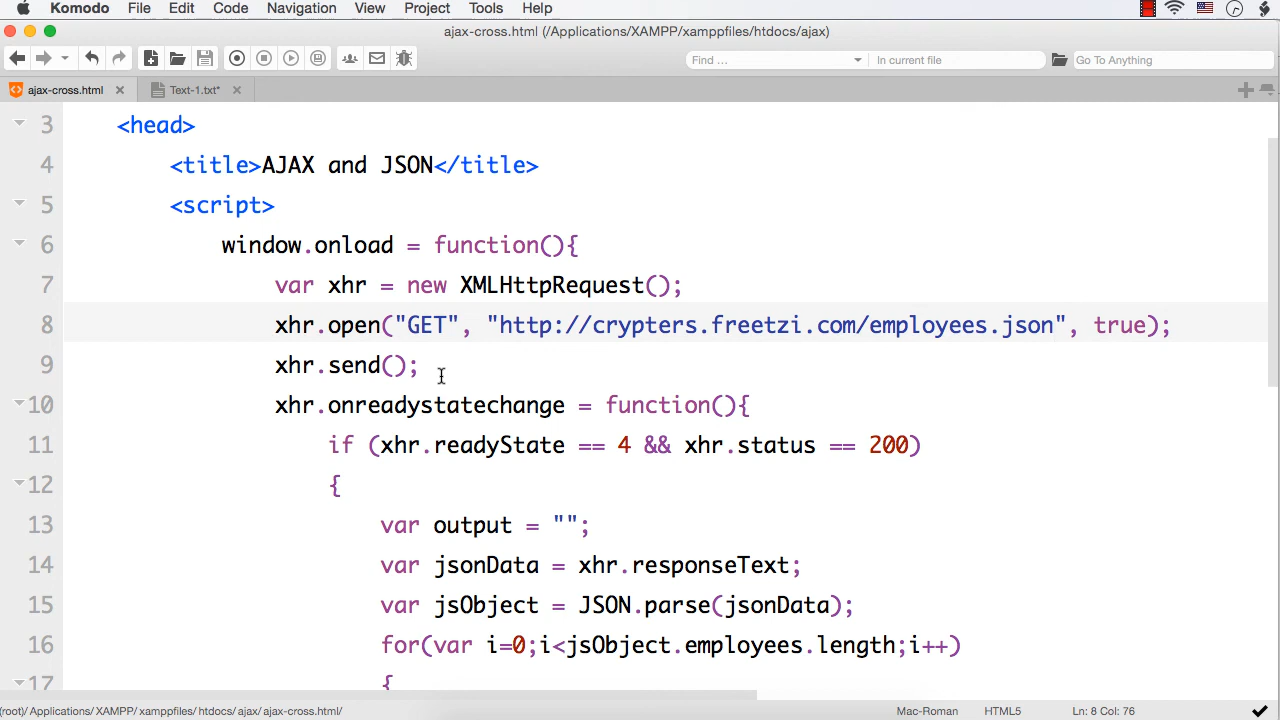 Komodo File Edit Code Navigation View Project Tools Help
ajax-cross.html (/Applications/XAMPP/xamppfiles/htdocs/ajax)
Find ... In current file Go To Anything
ajax-cross.html Text-1.txt*
3 <head>
4 <title>AJAX and JSON</title>
5 <script>
6 window.onload = function(){
7 var xhr = new XMLHttpRequest();
8 xhr.open("GET", "http://crypters.freetzi.com/employees.json", true);
9 xhr.send();
10 xhr.onreadystatechange = function(){
11 if (xhr.readyState == 4 && xhr.status == 200)
12 {
13 var output = "";
14 var jsonData = xhr.responseText;
15 var jsObject = JSON.parse(jsonData);
16 for(var i=0;i<jsObject.employees.length;i++)
17 {
(root)/ Applications/ XAMPP/ xamppfiles/ htdocs/ ajax/ ajax-cross.html/ Mac-Roman HTML5 Ln: 8 Col: 76